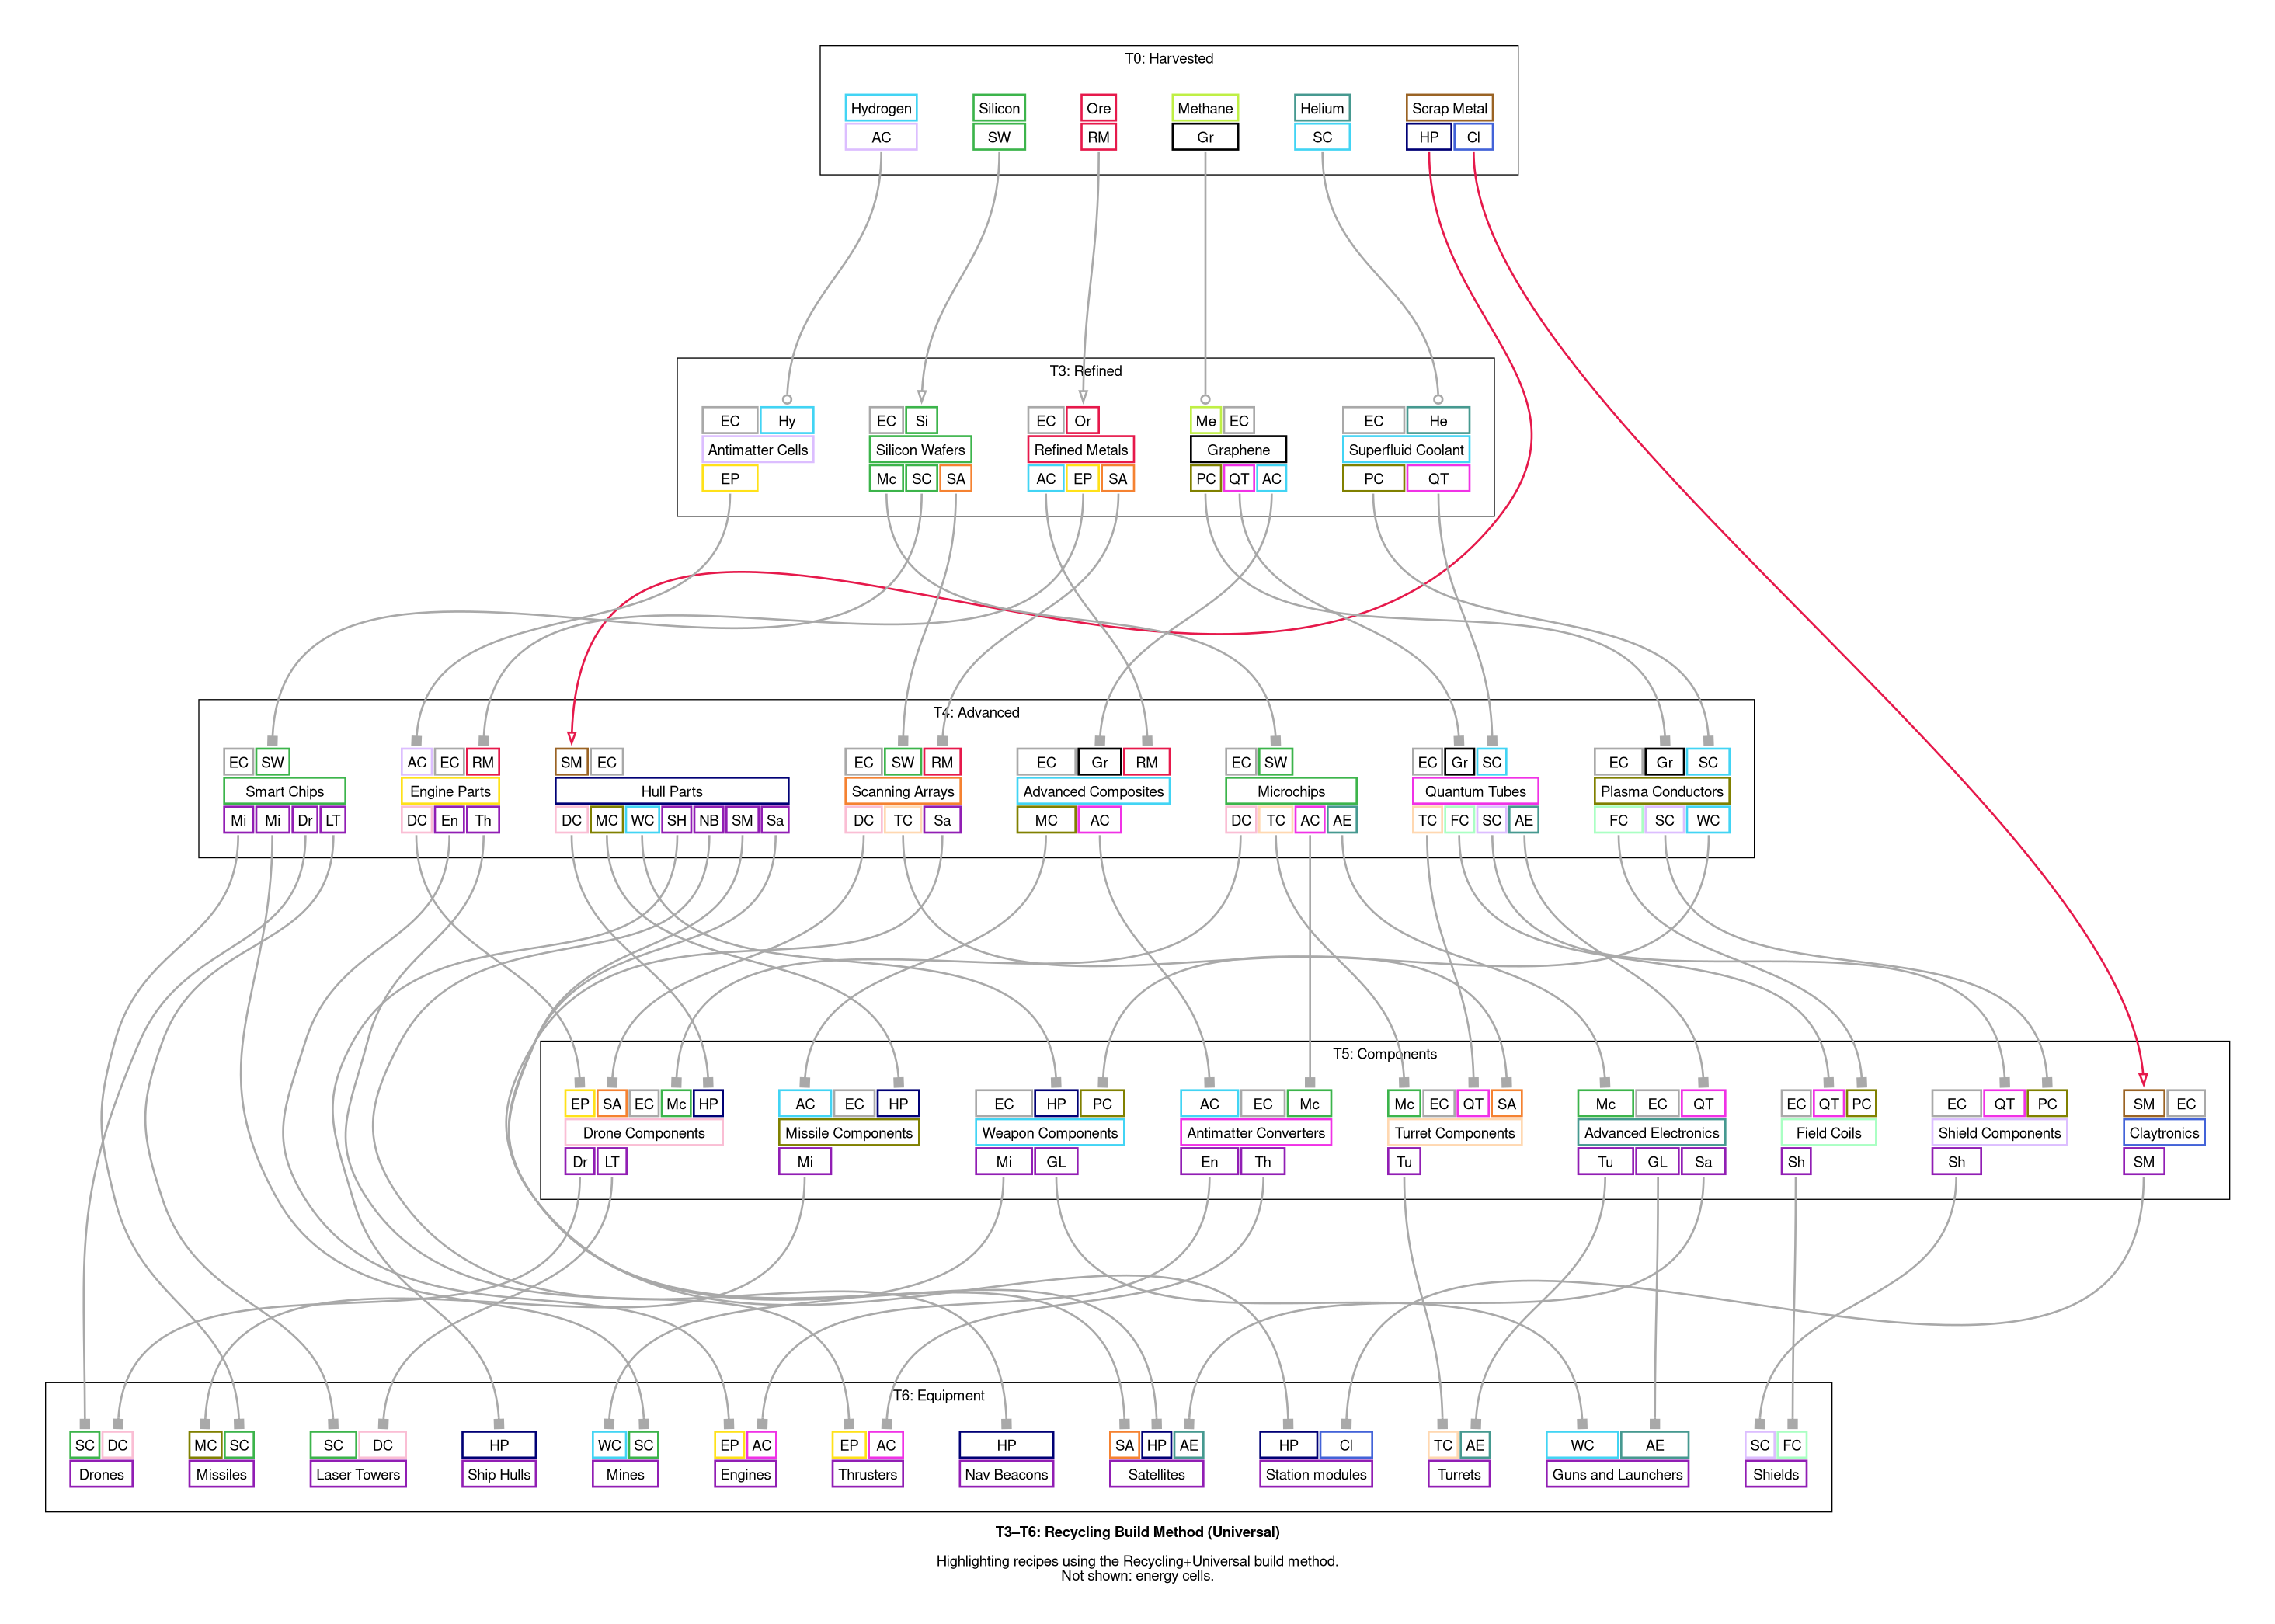 T0: Harvested
Hydrogen Silicon Ore Methane Helium Scrap Metal
AC SW RM Gr SC HP Cl
T3: Refined
EC Hy EC Si EC Or Me EC EC He
Antimatter Cells Silicon Wafers Refined Metals Graphene Superfluid Coolant
EP Mc SC SA AC EP SA PC QT AC PC QT
T4: Advanced
EC SW AC EC RM SM EC EC SW RM EC Gr RM EC SW EC Gr SC EC Gr SC
Smart Chips Engine Parts Hull Parts Scanning Arrays Advanced Composites Microchips Quantum Tubes Plasma Conductors
Mi Mi Dr LT DC En Th DC MC WC SH NB SM Sa DC TC Sa MC AC DC TC AC AE TC FC SC AE FC SC WC
T5: Components
EP SA EC Mc HP AC EC HP EC HP PC AC EC Mc Mc EC QT SA Mc EC QT EC QT PC EC QT PC SM EC
Drone Components Missile Components Weapon Components Antimatter Converters Turret Components Advanced Electronics Field Coils Shield Components Claytronics
Dr LT Mi Mi GL En Th Tu Tu GL Sa Sh Sh SM
T6: Equipment
SC DC MC SC SC DC HP WC SC EP AC EP AC HP SA HP AE HP Cl TC AE WC AE SC FC
Drones Missiles Laser Towers Ship Hulls Mines Engines Thrusters Nav Beacons Satellites Station modules Turrets Guns and Launchers Shields
T3–T6: Recycling Build Method (Universal)
Highlighting recipes using the Recycling+Universal build method.
Not shown: energy cells.